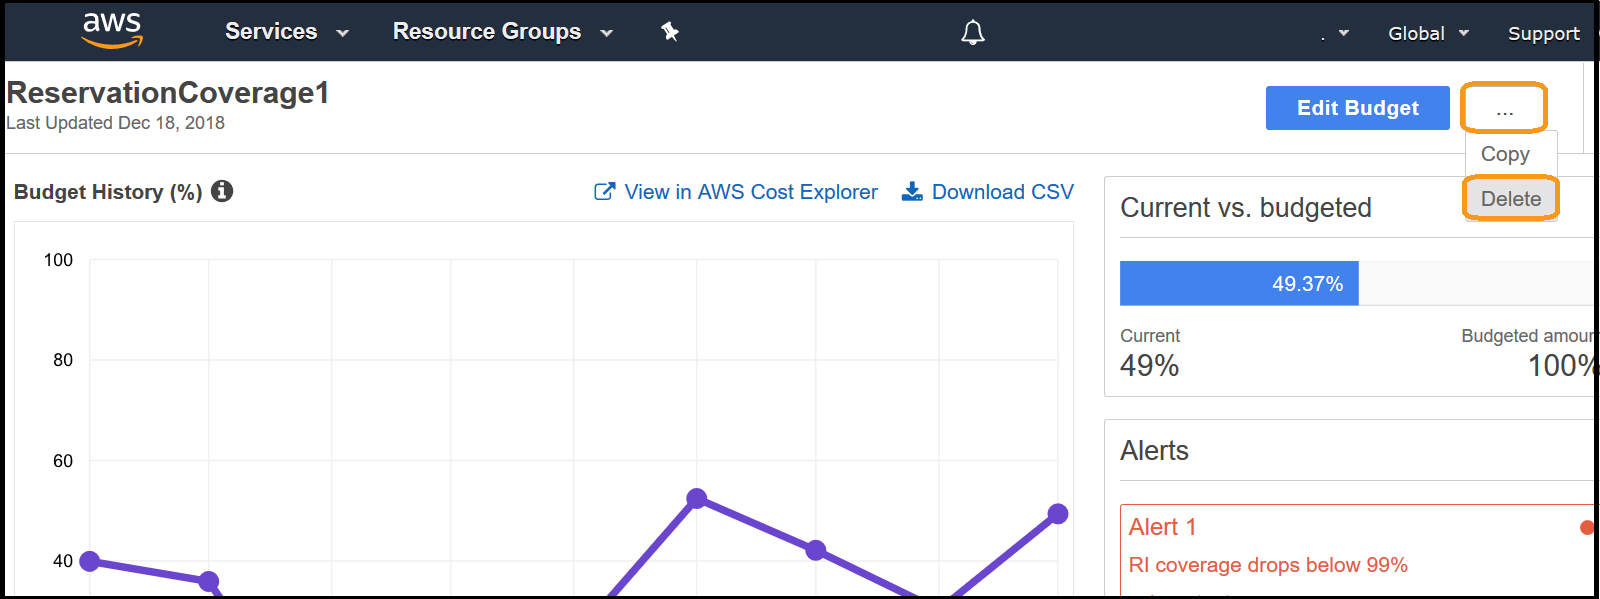 aws Services Resource Groups . Global Support
ReservationCoverage1
Last Updated Dec 18, 2018
Edit Budget ...
Copy
Delete
Budget History (%) View in AWS Cost Explorer Download CSV
100
80
60
40
Current vs. budgeted
49.37%
Current Budgeted amoun
49% 100%
Alerts
Alert 1
RI coverage drops below 99%